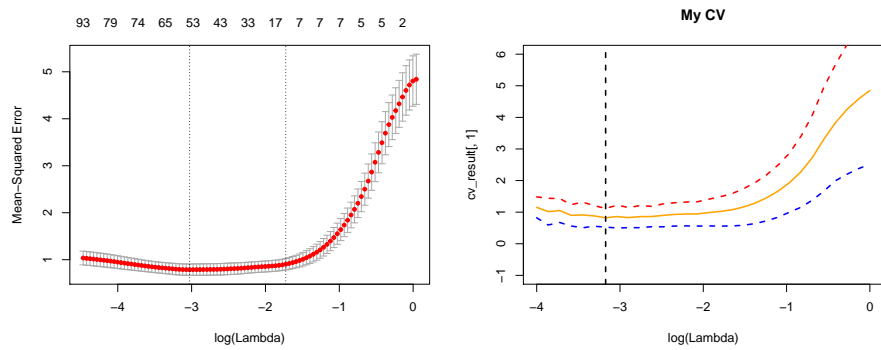 93 79 74 65 53 43 33 17 7 7 7 5 5 2
Mean−Squared Error
5
4
3
2
1
−4 −3 −2 −1 0
log(Lambda)
My CV
cv_result[, 1]
6
5
4
3
2
1
0
−1
−4 −3 −2 −1 0
log(Lambda)